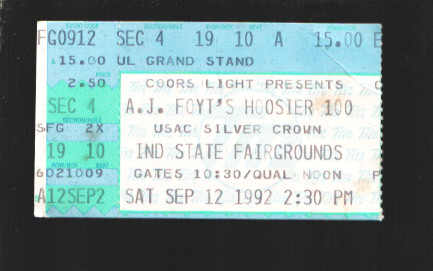 FG0912 SEC 4 19 10 A 15.00 E
15.00 UL GRAND STAND
PRICE
2.50 COORS LIGHT PRESENTS
SEC 4 A.J. FOYT'S HOOSIER 100
SFG 2X USAC SILVER CROWN
19 10 IND STATE FAIRGROUNDS
6021009 GATES 10:30/QUAL NOON
A12SEP2 SAT SEP 12 1992 2:30 PM